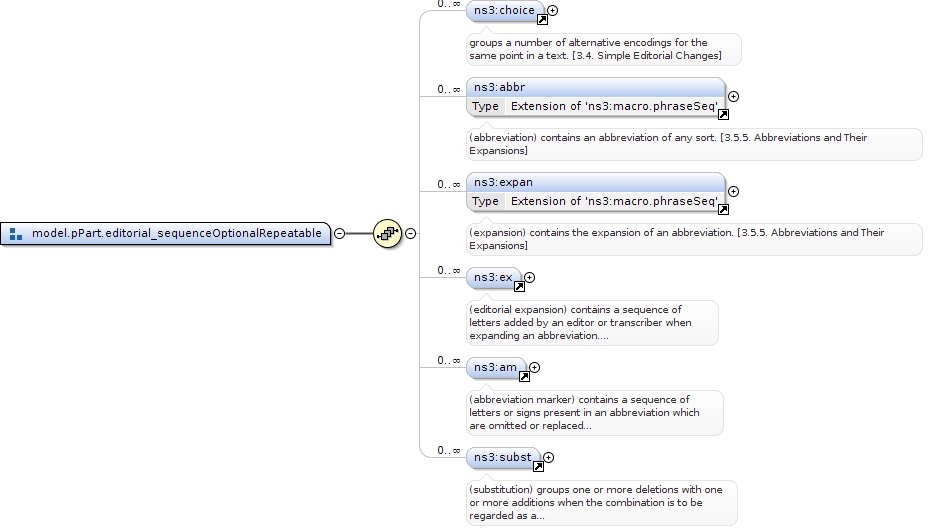 0..∞
ns3:choice
groups a number of alternative encodings for the
same point in a text. [3.4. Simple Editorial Changes]
0..∞
ns3:abbr
Type Extension of 'ns3:macro.phraseSeq'
(abbreviation) contains an abbreviation of any sort. [3.5.5. Abbreviations and Their
Expansions]
0..∞
ns3:expan
Type Extension of 'ns3:macro.phraseSeq'
(expansion) contains the expansion of an abbreviation. [3.5.5. Abbreviations and Their
Expansions]
model.pPart.editorial_sequenceOptionalRepeatable
0..∞
ns3:ex
(editorial expansion) contains a sequence of
letters added by an editor or transcriber when
expanding an abbreviation....
0..∞
ns3:am
(abbreviation marker) contains a sequence of
letters or signs present in an abbreviation which
are omitted or replaced...
0..∞
ns3:subst
(substitution) groups one or more deletions with one
or more additions when the combination is to be
regarded as a...